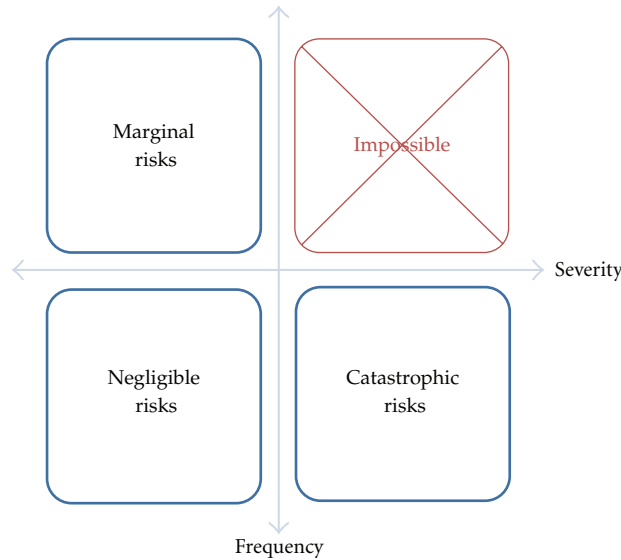 Marginal
risks
Impossible
Severity
Negligible
risks
Catastrophic
risks
Frequency